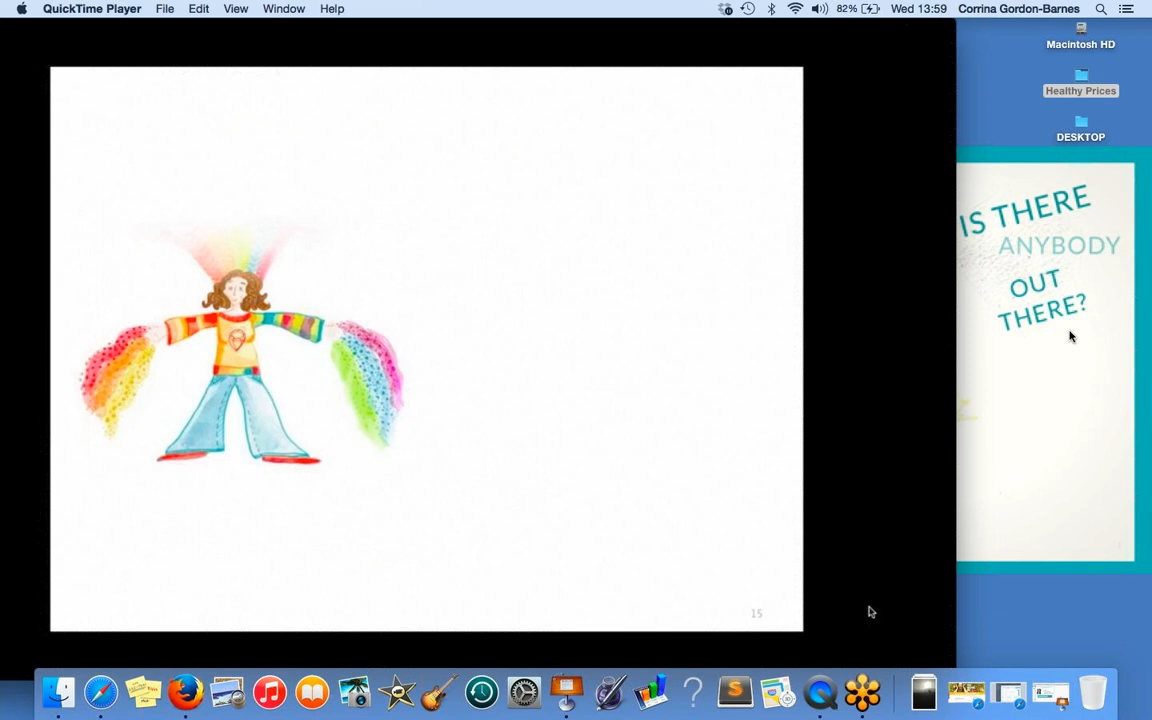 QuickTime Player File Edit View Window Help 82% Wed 13:59 Corrina Gordon-Barnes
Macintosh HD
Healthy Prices
DESKTOP
IS THERE
ANYBODY
OUT
THERE?
15